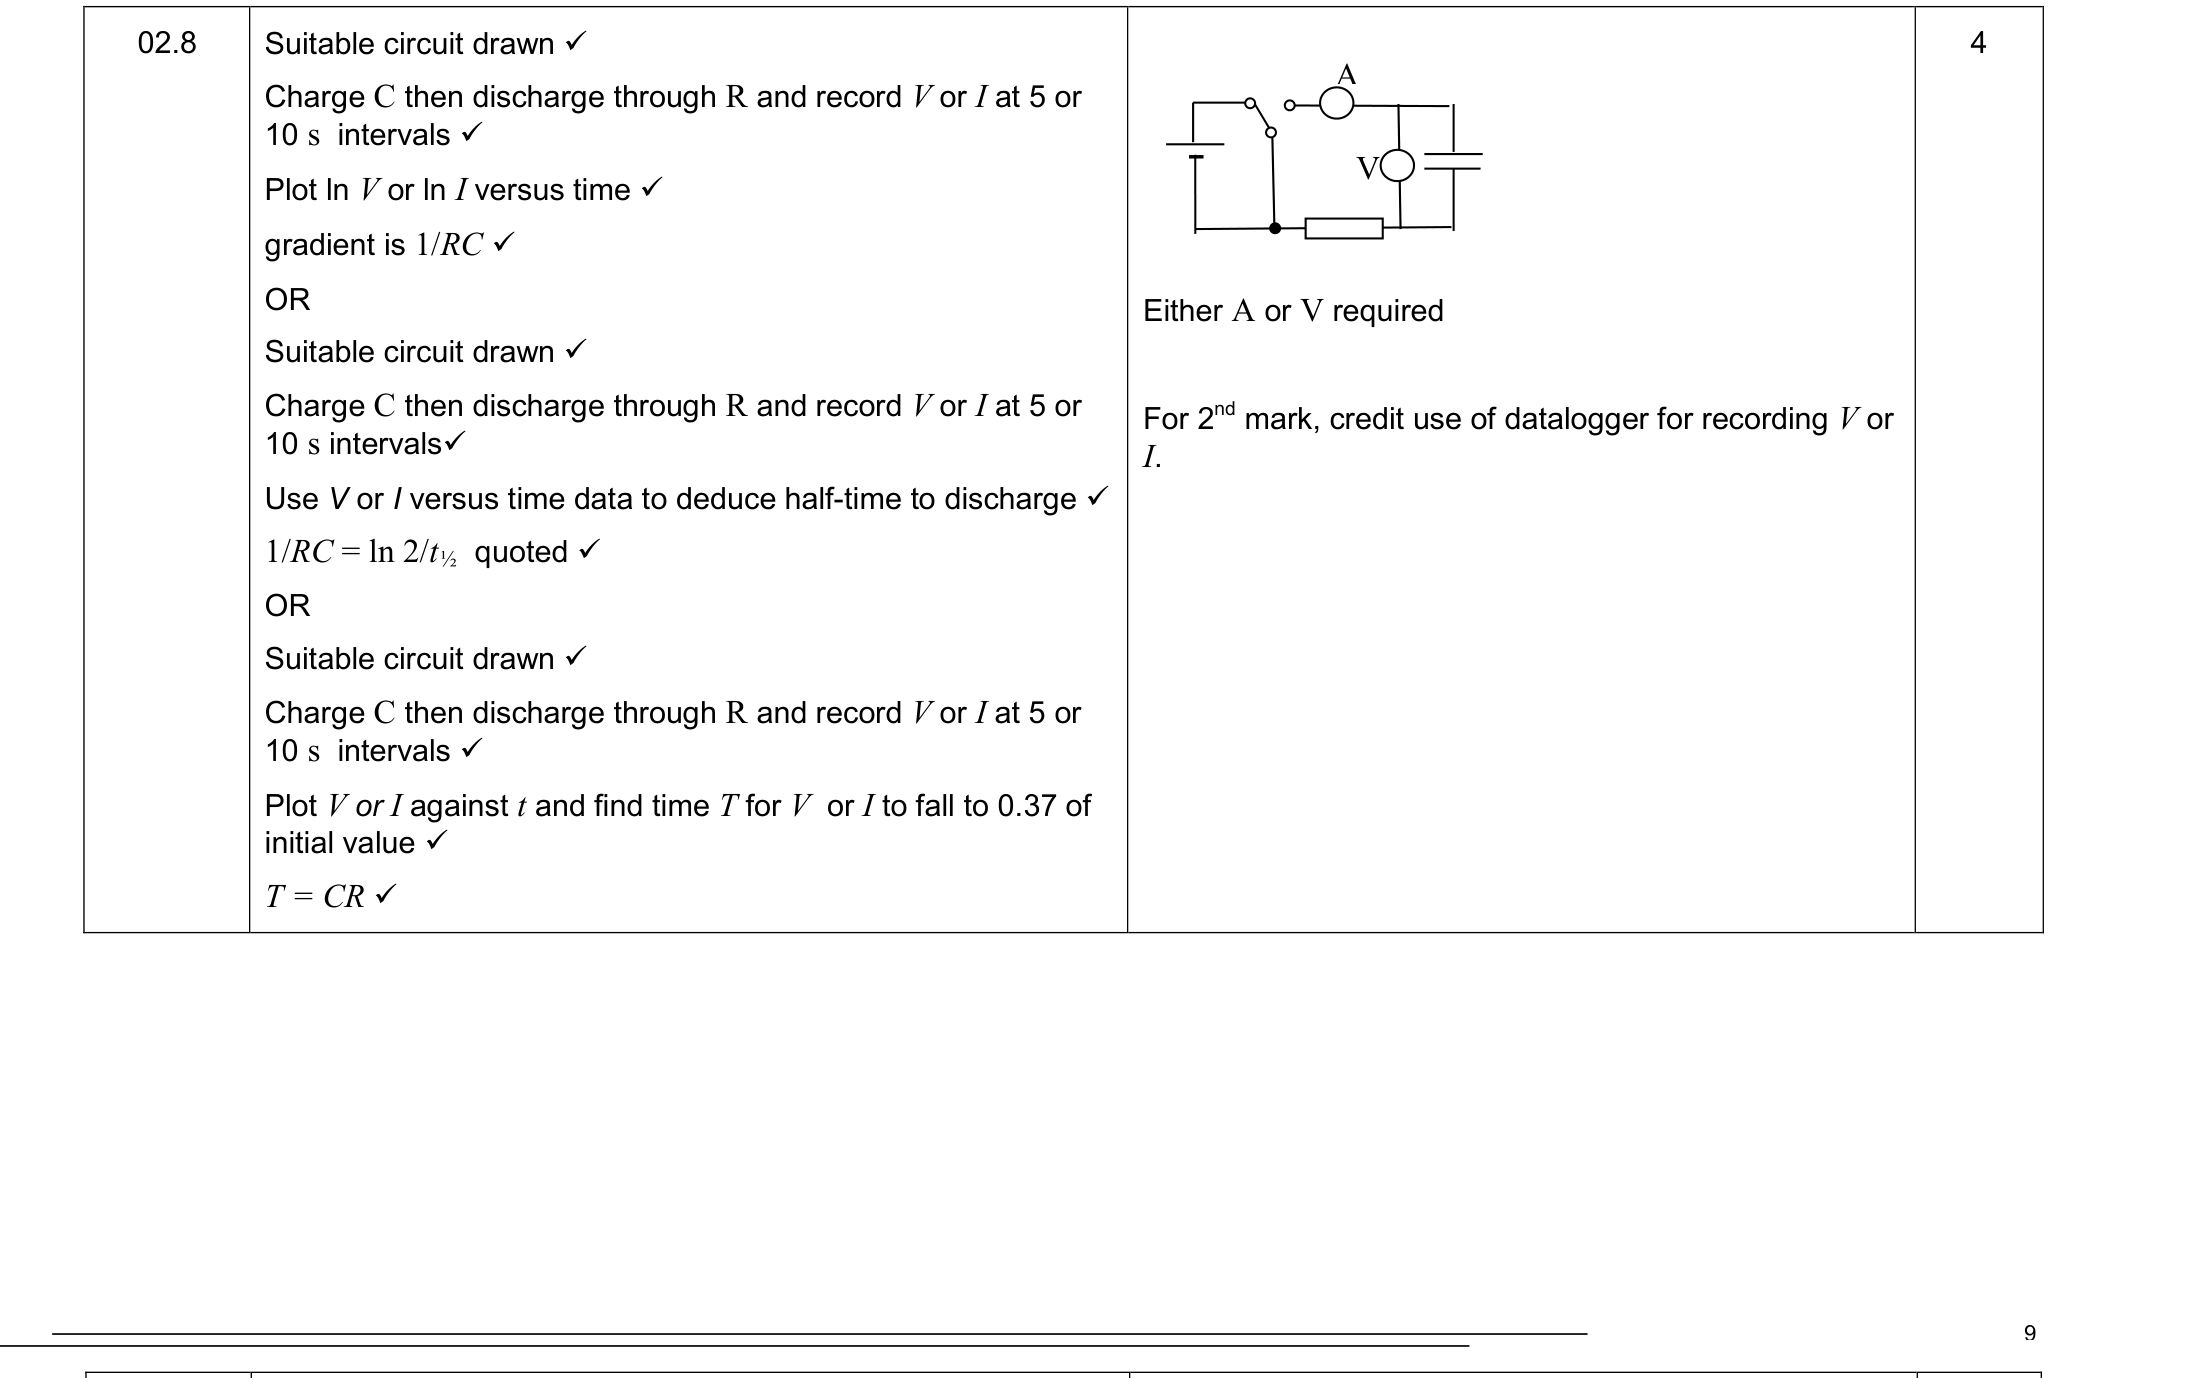 02.8
Suitable circuit drawn ✓
Charge C then discharge through R and record V or I at 5 or
10 s intervals ✓
Plot ln V or ln I versus time ✓
gradient is 1/RC ✓
OR
Suitable circuit drawn ✓
Charge C then discharge through R and record V or I at 5 or
10 s intervals✓
Use V or I versus time data to deduce half-time to discharge ✓
1/RC = ln 2/t½ quoted ✓
OR
Suitable circuit drawn ✓
Charge C then discharge through R and record V or I at 5 or
10 s intervals ✓
Plot V or I against t and find time T for V or I to fall to 0.37 of
initial value ✓
T = CR ✓
A
V
Either A or V required
For 2nd mark, credit use of datalogger for recording V or
I.
4
9